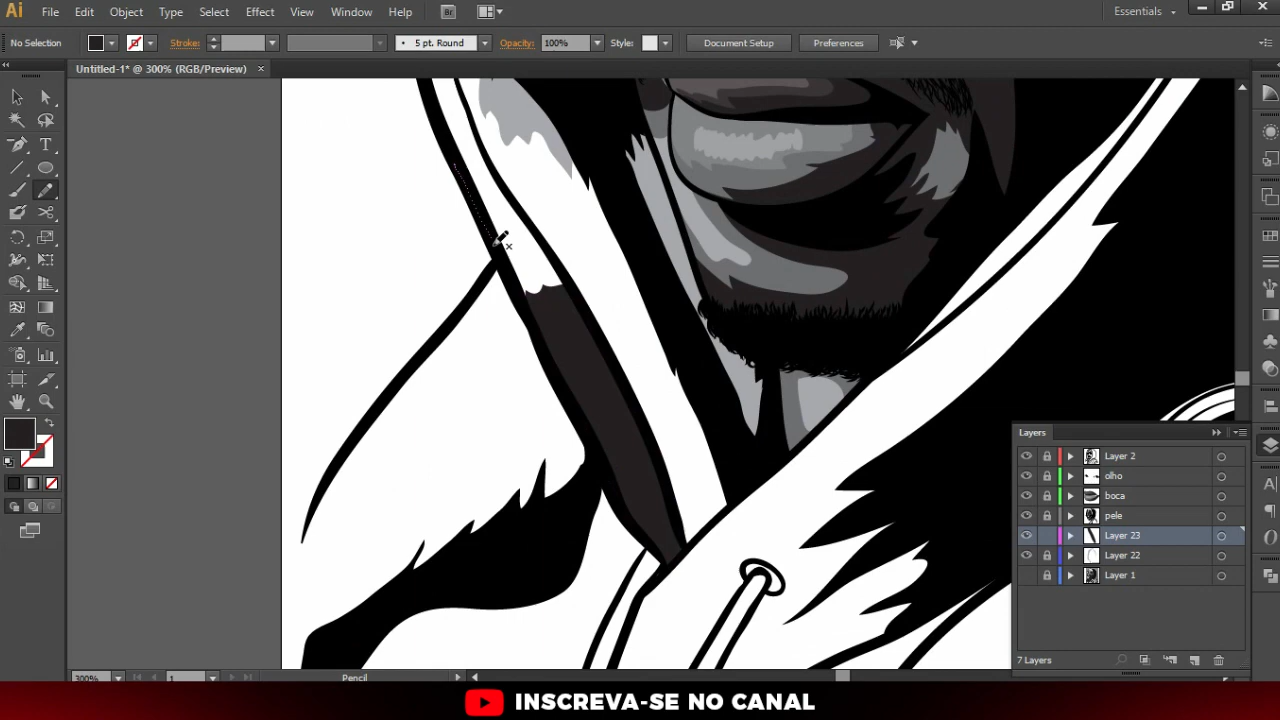 Ai File Edit Object Type Select Effect View Window Help Br Essentials
No Selection Stroke: 5 pt. Round Opacity: 100% Style: Document Setup Preferences
Untitled-1* @ 300% (RGB/Preview) ×
T
Layers
Layer 2
olho
boca
pele
Layer 23
Layer 22
Layer 1
7 Layers
300% 1 Pencil
INSCREVA-SE NO CANAL